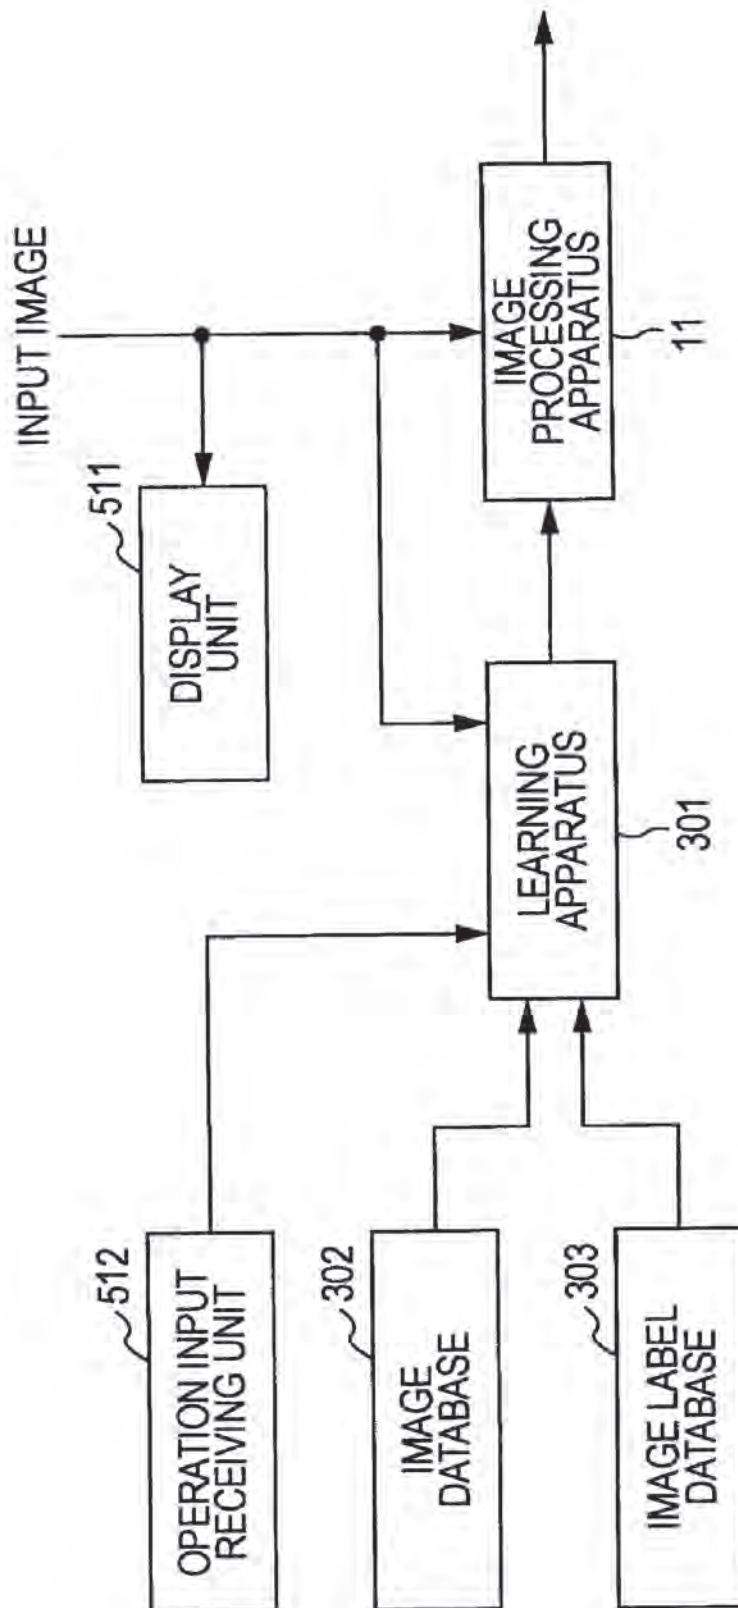 INPUT IMAGE
511
DISPLAY
UNIT
IMAGE
PROCESSING
APPARATUS
11
LEARNING
APPARATUS
301
512
OPERATION INPUT
RECEIVING UNIT
302
IMAGE
DATABASE
303
IMAGE LABEL
DATABASE